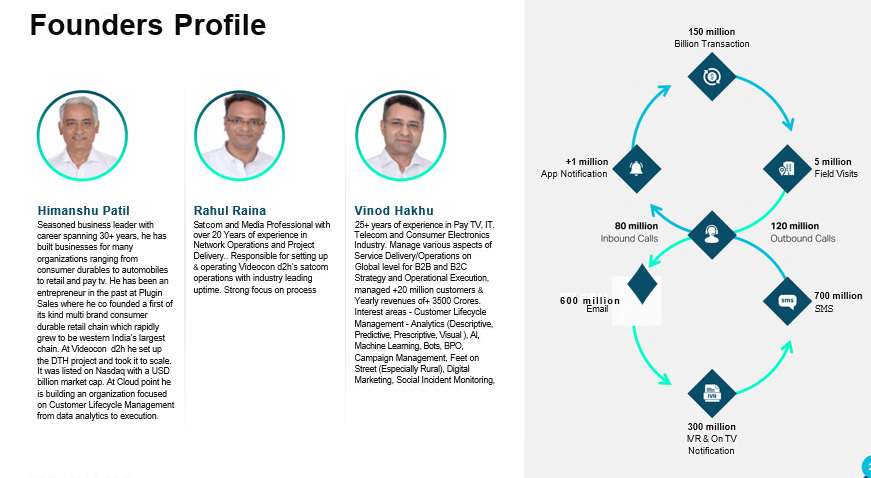 Founders Profile
Himanshu Patil
Seasoned business leader with
career spanning 30+ years, he has
built businesses for many
organizations ranging from
consumer durables to automobiles
to retail and pay tv. He has been an
entrepreneur in the past at Plugin
Sales where he co founded a first of
its kind multi brand consumer
durable retail chain which rapidly
grew to be western India's largest
chain. At Videocon d2h he set up
the DTH project and took it to scale.
It was listed on Nasdaq with a USD
billion market cap. At Cloud point he
is building an organization focused
on Customer Lifecycle Management
from data analytics to execution.
Rahul Raina
Satcom and Media Professional with
over 20 Years of experience in
Network Operations and Project
Delivery.. Responsible for setting up
& operating Videocon d2h's satcom
operations with industry leading
uptime. Strong focus on process
Vinod Hakhu
25+ years of experience in Pay TV, IT.
Telecom and Consumer Electronics
Industry. Manage various aspects of
Service Delivery/Operations on
Global level for B2B and B2C
Strategy and Operational Execution,
managed +20 million customers &
Yearly revenues of+ 3500 Crores.
Interest areas - Customer Lifecycle
Management - Analytics (Descriptive,
Predictive, Prescriptive, Visual ), AI,
Machine Learning, Bots, BPO,
Campaign Management, Feet on
Street (Especially Rural), Digital
Marketing, Social Incident Monitoring,
150 million
Billion Transaction
+1 million
App Notification
5 million
Field Visits
80 million
Inbound Calls
120 million
Outbound Calls
600 million
Email
sms
700 million
SMS
IVR
300 million
IVR & On TV
Notification
2